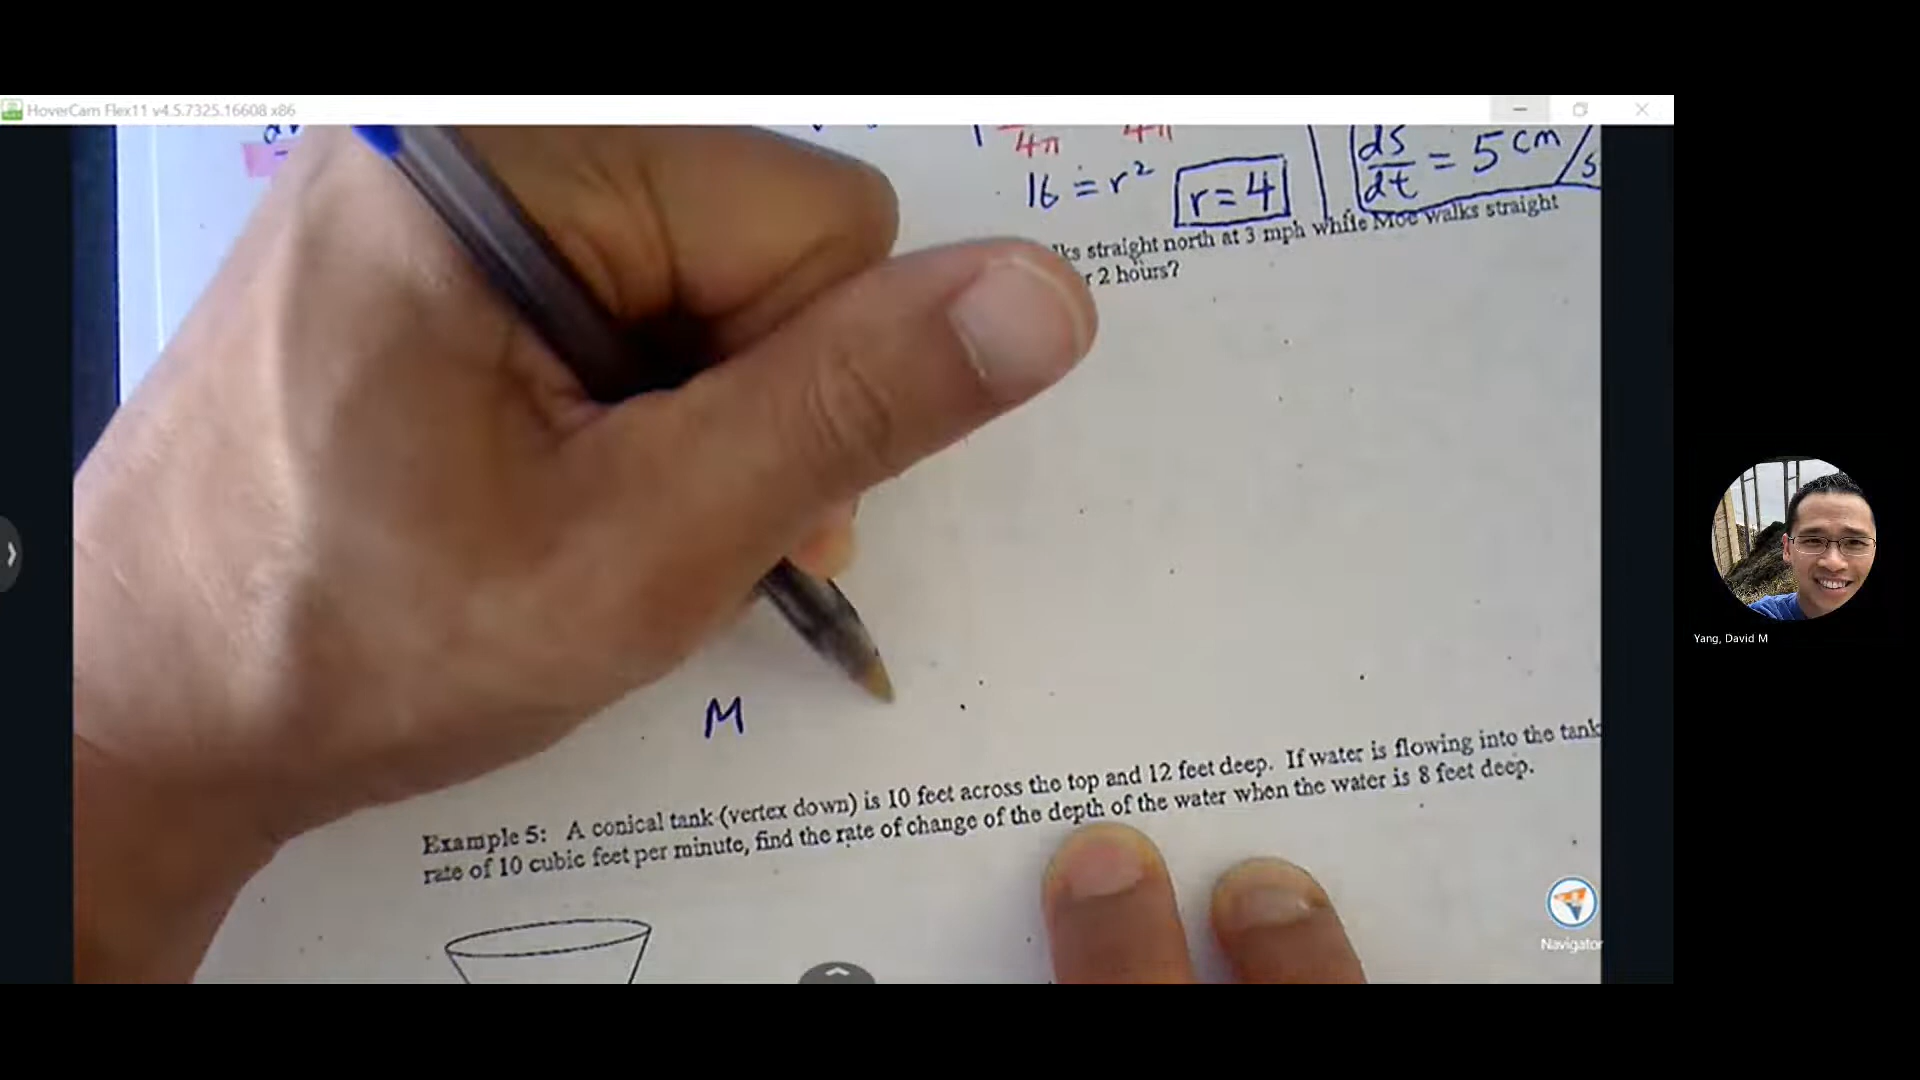 HoverCam Flex11 v4.5.7325.16608 x86
4π 4π
16 = r² r = 4
ds/dt = 5 cm/s
straight north at 3 mph while Moe walks straight
2 hours?
M
Example 5: A conical tank (vertex down) is 10 feet across the top and 12 feet deep. If water is flowing into the tank
rate of 10 cubic feet per minute, find the rate of change of the depth of the water when the water is 8 feet deep.
Navigator
Yang, David M